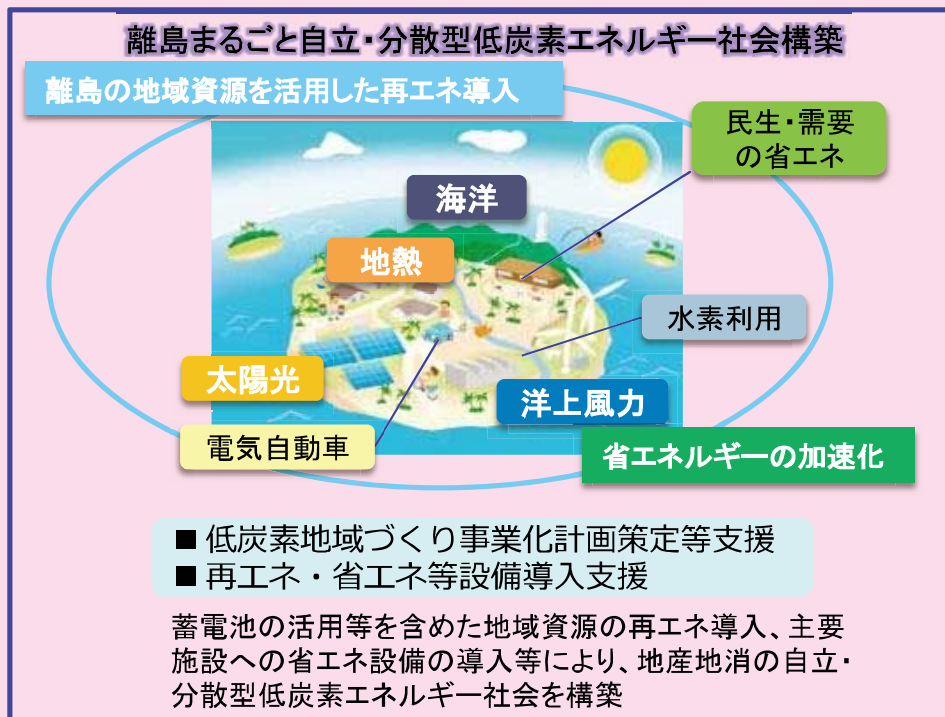 離島まるごと自立・分散型低炭素エネルギー社会構築
離島の地域資源を活用した再エネ導入
民生・需要
の省エネ
海洋
地熱
水素利用
太陽光
洋上風力
電気自動車
省エネルギーの加速化
■ 低炭素地域づくり事業化計画策定等支援
■ 再エネ・省エネ等設備導入支援
蓄電池の活用等を含めた地域資源の再エネ導入、主要
施設への省エネ設備の導入等により、地産地消の自立・
分散型低炭素エネルギー社会を構築